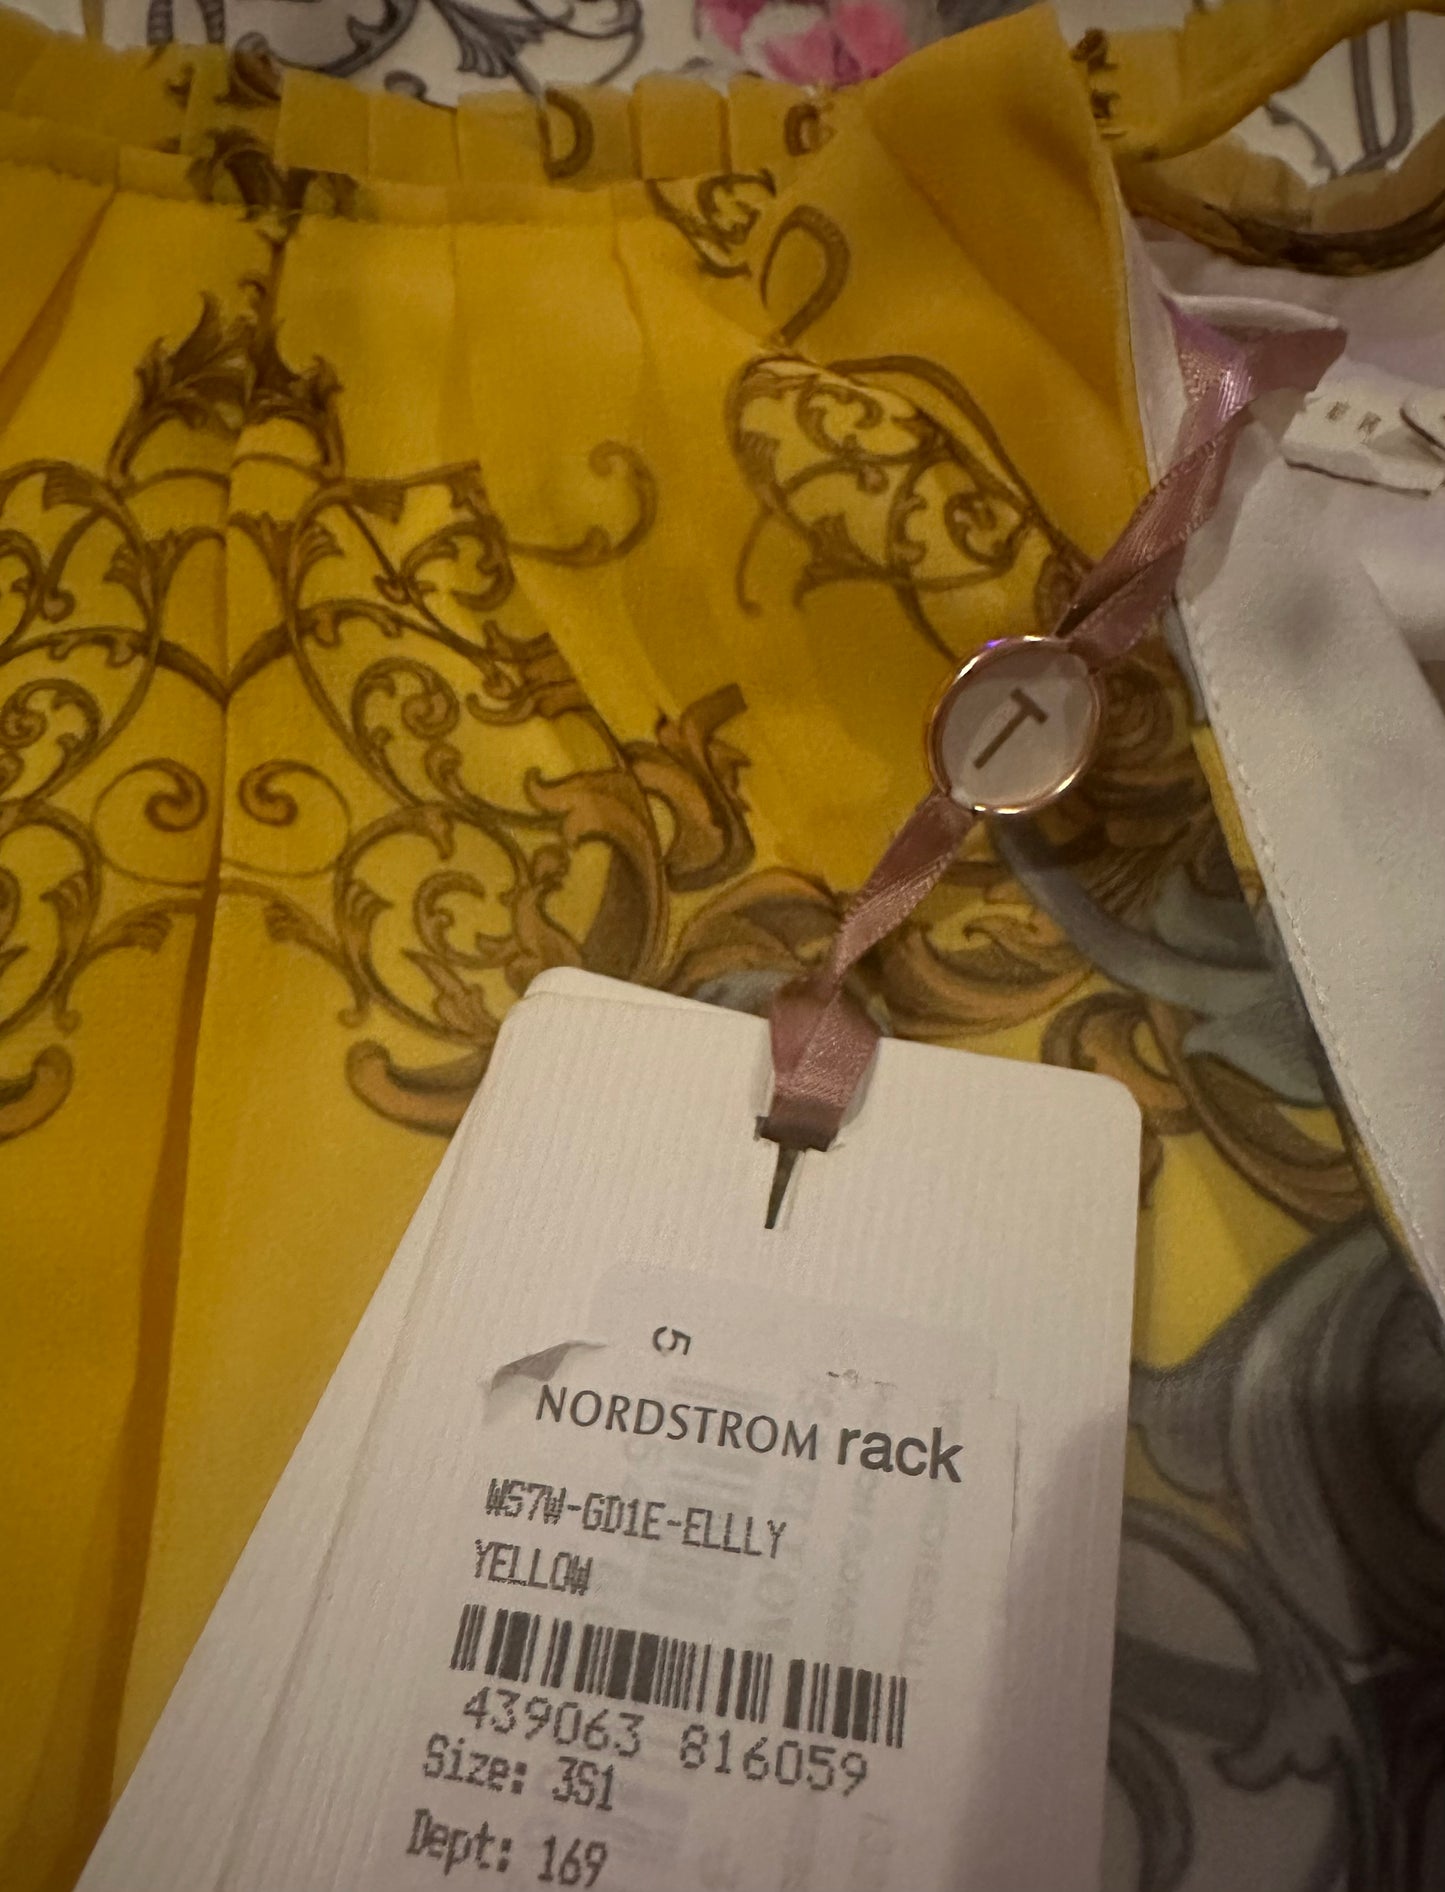 T
5
NORDSTROM rack
WS7W-GD1E-ELLLY
YELLOW
439063 816059
Size: 3S1
Dept: 169